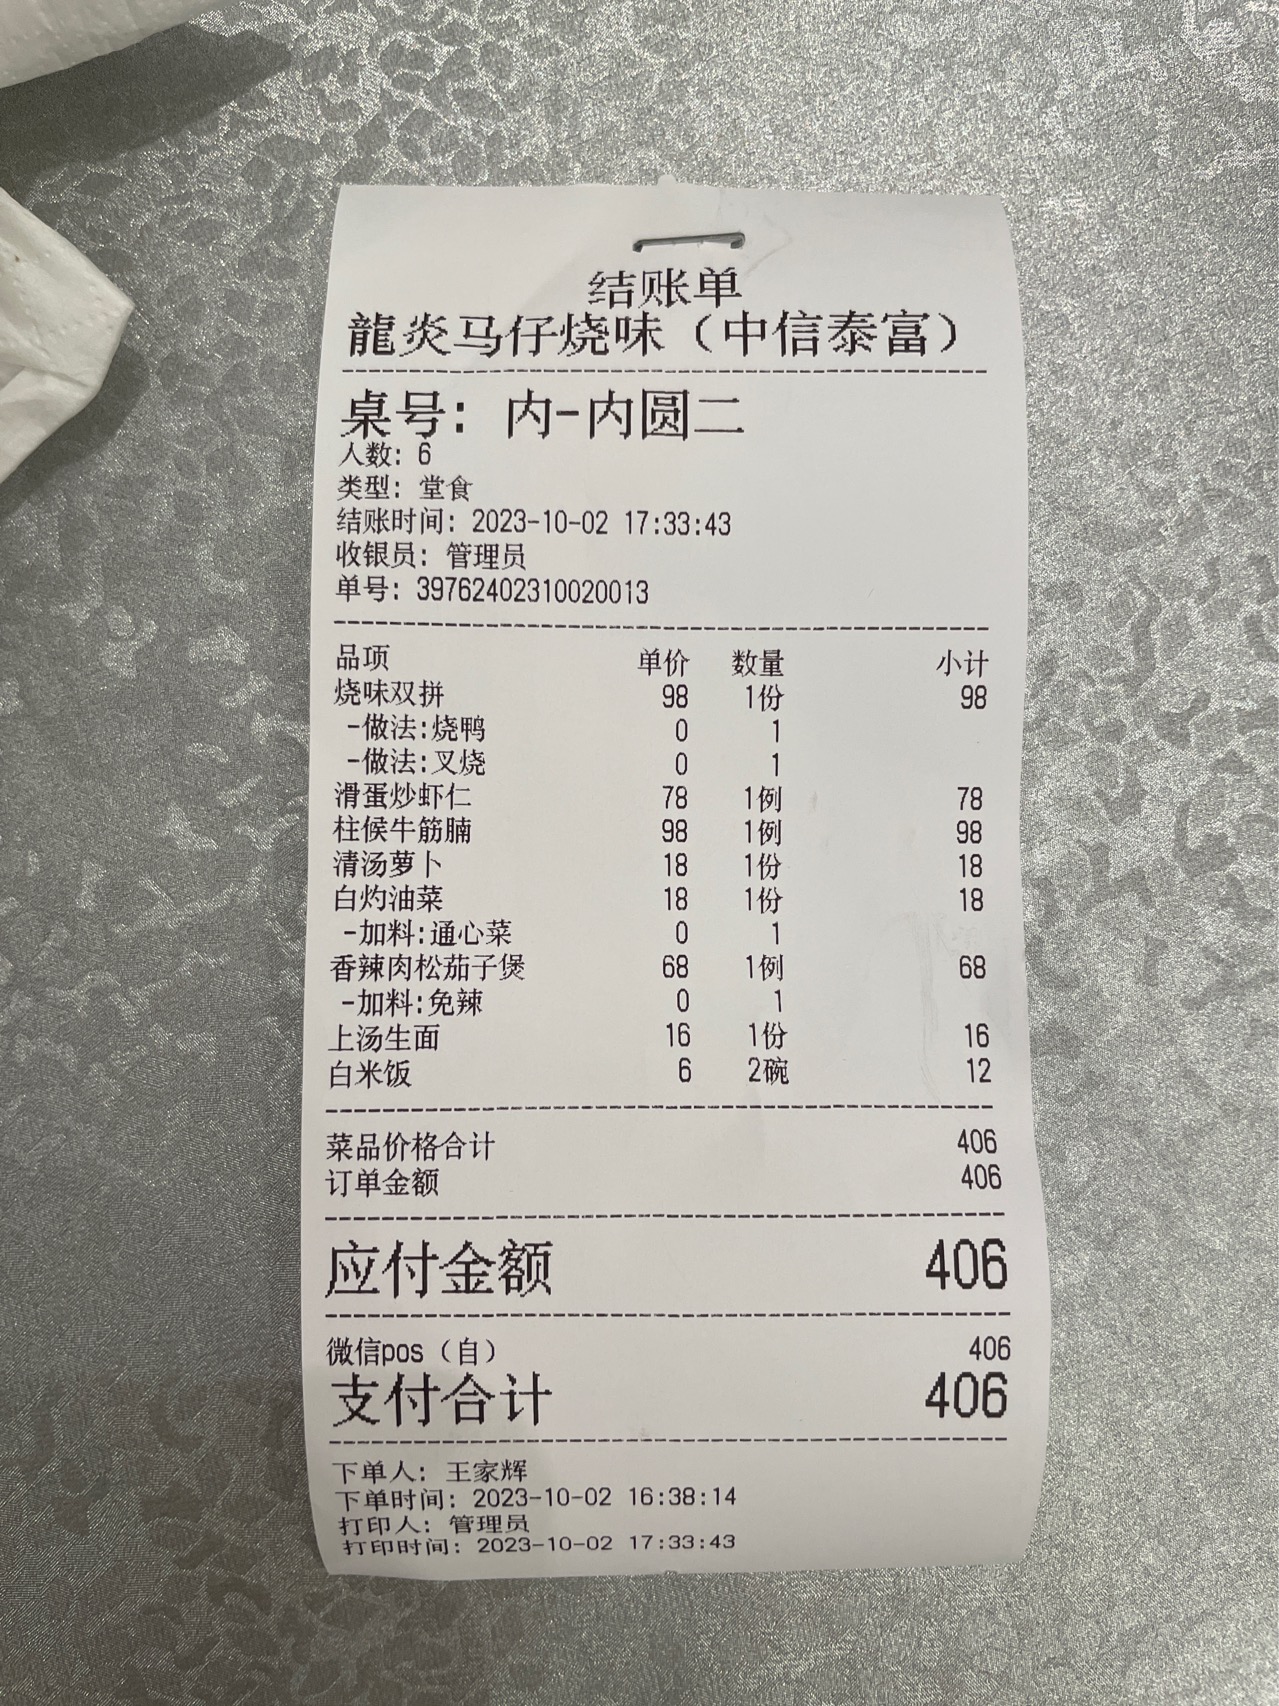 结账单
龍炎马仔烧味（中信泰富）
桌号: 内-内圆二
人数: 6
类型: 堂食
结账时间: 2023-10-02 17:33:43
收银员: 管理员
单号: 39762402310020013
品项 单价 数量 小计
烧味双拼 98 1份 98
-做法:烧鸭 0 1
-做法:叉烧 0 1
滑蛋炒虾仁 78 1例 78
柱候牛筋腩 98 1例 98
清汤萝卜 18 1份 18
白灼油菜 18 1份 18
-加料:通心菜 0 1
香辣肉松茄子煲 68 1例 68
-加料:免辣 0 1
上汤生面 16 1份 16
白米饭 6 2碗 12
菜品价格合计 406
订单金额 406
应付金额 406
微信pos（自） 406
支付合计 406
下单人: 王家辉
下单时间: 2023-10-02 16:38:14
打印人: 管理员
打印时间: 2023-10-02 17:33:43